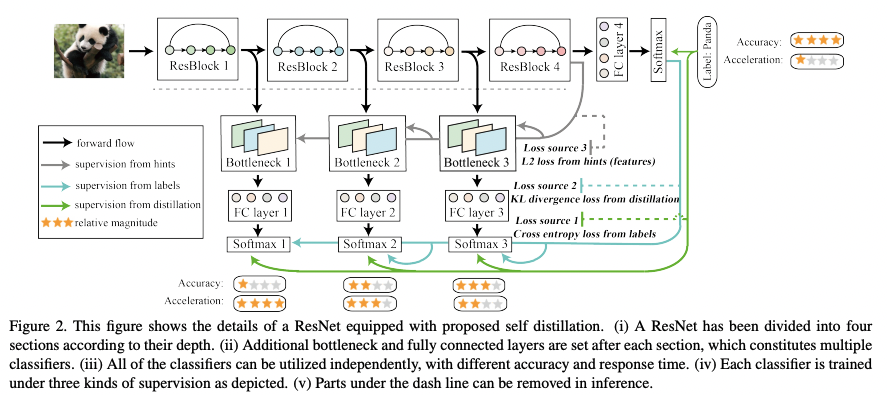 ResBlock 1
ResBlock 2
ResBlock 3
ResBlock 4
FC layer 4
Softmax
Label: Panda
Accuracy:
Acceleration:
forward flow
supervision from hints
supervision from labels
supervision from distillation
relative magnitude
Bottleneck 1
Bottleneck 2
Bottleneck 3
Loss source 3
L2 loss from hints (features)
Loss source 2
KL divergence loss from distillation
Loss source 1
Cross entropy loss from labels
FC layer 1
FC layer 2
FC layer 3
Softmax 1
Softmax 2
Softmax 3
Accuracy:
Acceleration:
Figure 2. This figure shows the details of a ResNet equipped with proposed self distillation. (i) A ResNet has been divided into four
sections according to their depth. (ii) Additional bottleneck and fully connected layers are set after each section, which constitutes multiple
classifiers. (iii) All of the classifiers can be utilized independently, with different accuracy and response time. (iv) Each classifier is trained
under three kinds of supervision as depicted. (v) Parts under the dash line can be removed in inference.